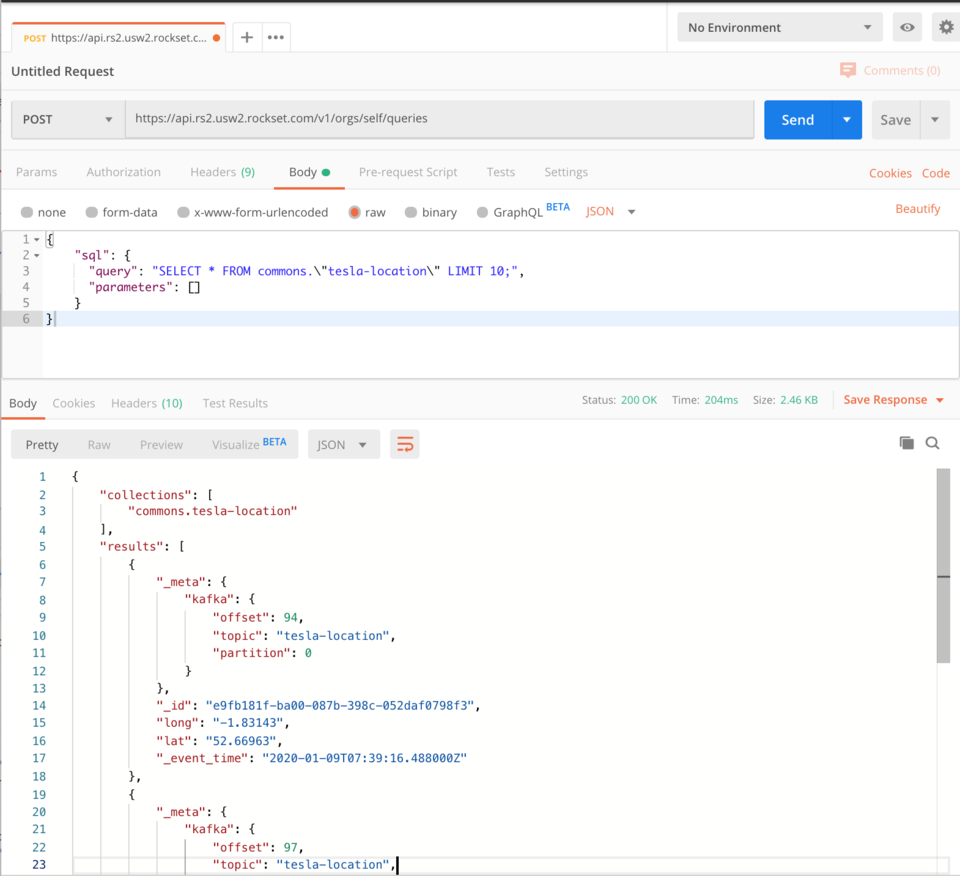 POST https://api.rs2.usw2.rockset.c... + ••• No Environment
Untitled Request Comments (0)
POST https://api.rs2.usw2.rockset.com/v1/orgs/self/queries Send Save
Params Authorization Headers (9) Body Pre-request Script Tests Settings Cookies Code
none form-data x-www-form-urlencoded raw binary GraphQL BETA JSON Beautify
1 {
2 "sql": {
3 "query": "SELECT * FROM commons.\"tesla-location\" LIMIT 10;",
4 "parameters": []
5 }
6 }
Body Cookies Headers (10) Test Results Status: 200 OK Time: 204ms Size: 2.46 KB Save Response
Pretty Raw Preview Visualize BETA JSON
1 {
2 "collections": [
3 "commons.tesla-location"
4 ],
5 "results": [
6 {
7 "_meta": {
8 "kafka": {
9 "offset": 94,
10 "topic": "tesla-location",
11 "partition": 0
12 }
13 },
14 "_id": "e9fb181f-ba00-087b-398c-052daf0798f3",
15 "long": "-1.83143",
16 "lat": "52.66963",
17 "_event_time": "2020-01-09T07:39:16.488000Z"
18 },
19 {
20 "_meta": {
21 "kafka": {
22 "offset": 97,
23 "topic": "tesla-location",